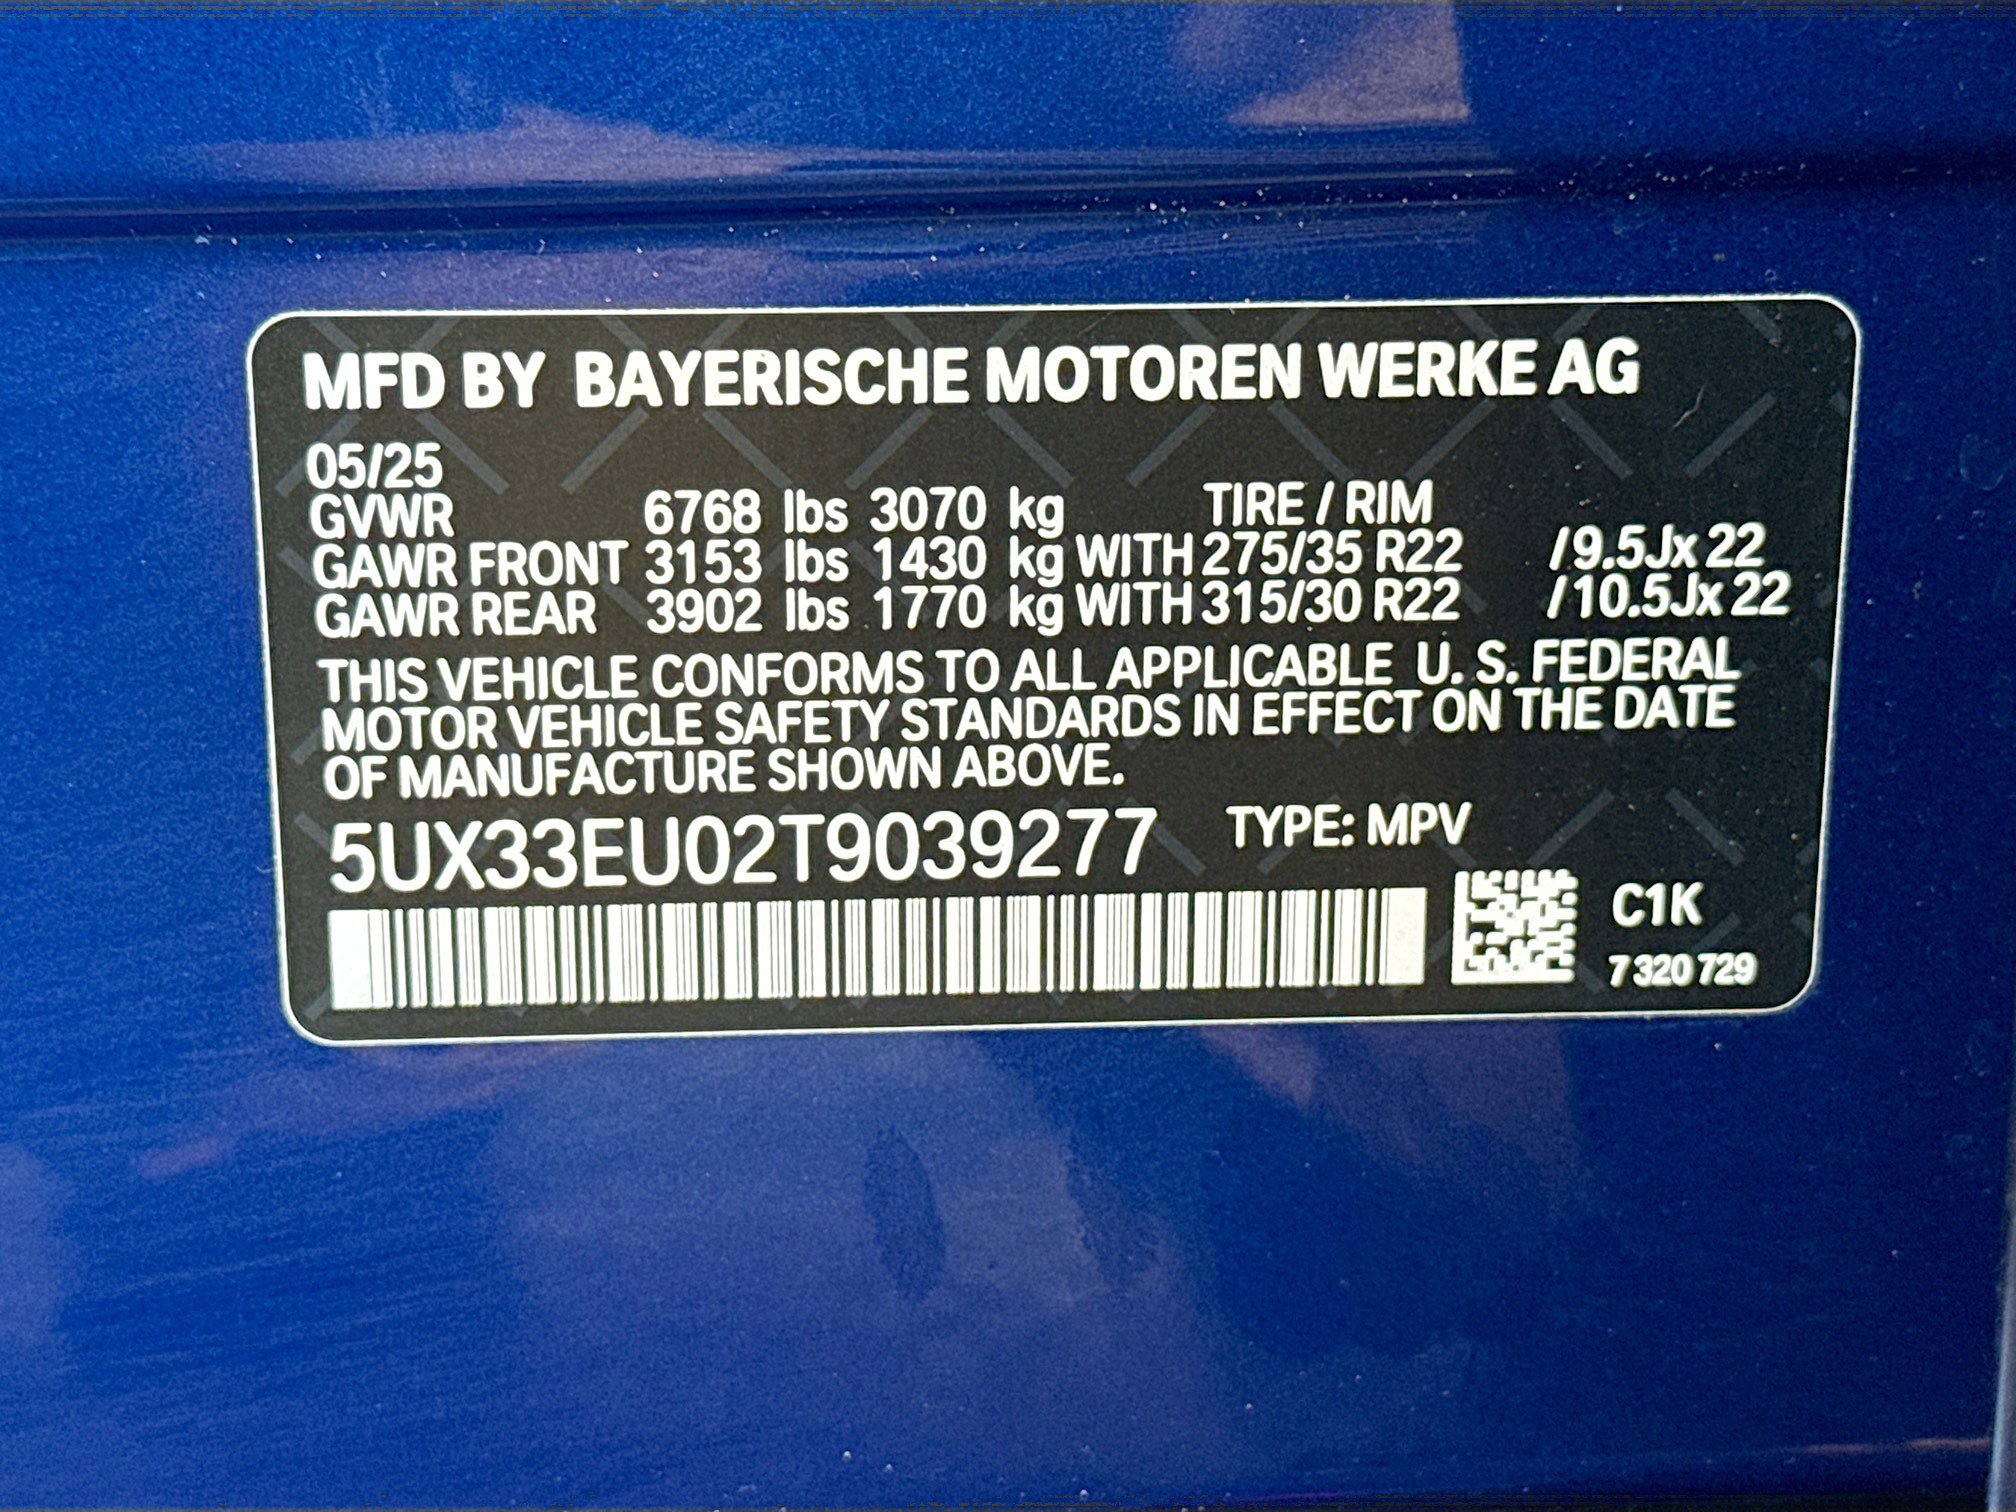 MFD BY BAYERISCHE MOTOREN WERKE AG
05/25
GVWR 6768 lbs 3070 kg TIRE / RIM
GAWR FRONT 3153 lbs 1430 kg WITH 275/35 R22 /9.5Jx 22
GAWR REAR 3902 lbs 1770 kg WITH 315/30 R22 /10.5Jx 22
THIS VEHICLE CONFORMS TO ALL APPLICABLE U. S. FEDERAL
MOTOR VEHICLE SAFETY STANDARDS IN EFFECT ON THE DATE
OF MANUFACTURE SHOWN ABOVE.
5UX33EU02T9039277 TYPE: MPV
C1K
7 320 729